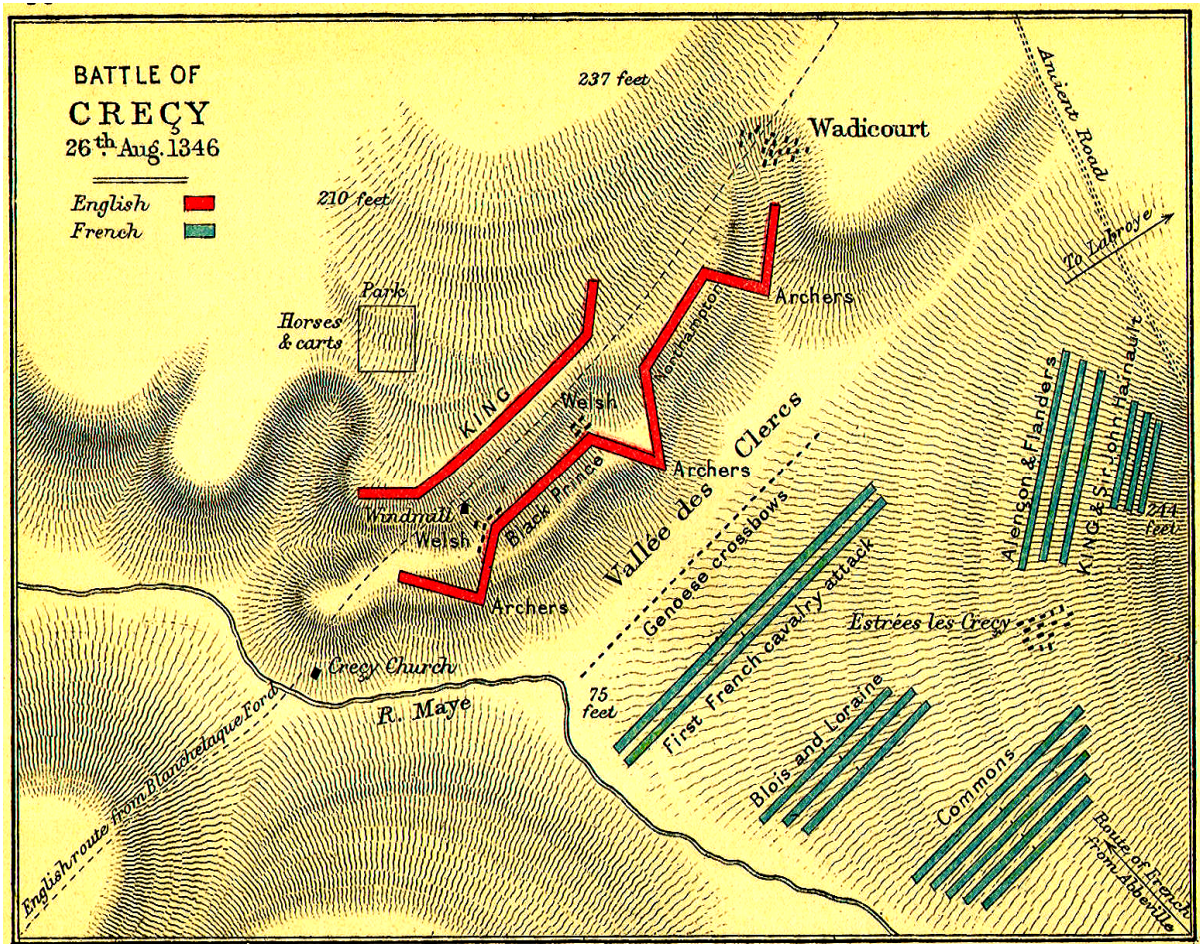 BATTLE OF
CREÇY
26th Aug. 1346
English
French
237 feet
Wadicourt
Ancient Road
210 feet
To Labroye
Park
Horses
& carts
Archers
Northampton
KING
Welsh
Archers
Vallée des Clercs
Windmill
Welsh
Black Prince
Archers
Genoese crossbows
First French cavalry attack
Alençon & Flanders
KING & Sir John Hainault
244
feet
Estrées les Creçy
Creçy Church
R. Maye
75
feet
Blois and Loraine
Commons
English route from Blanchetaque Ford
Route of French
from Abbeville